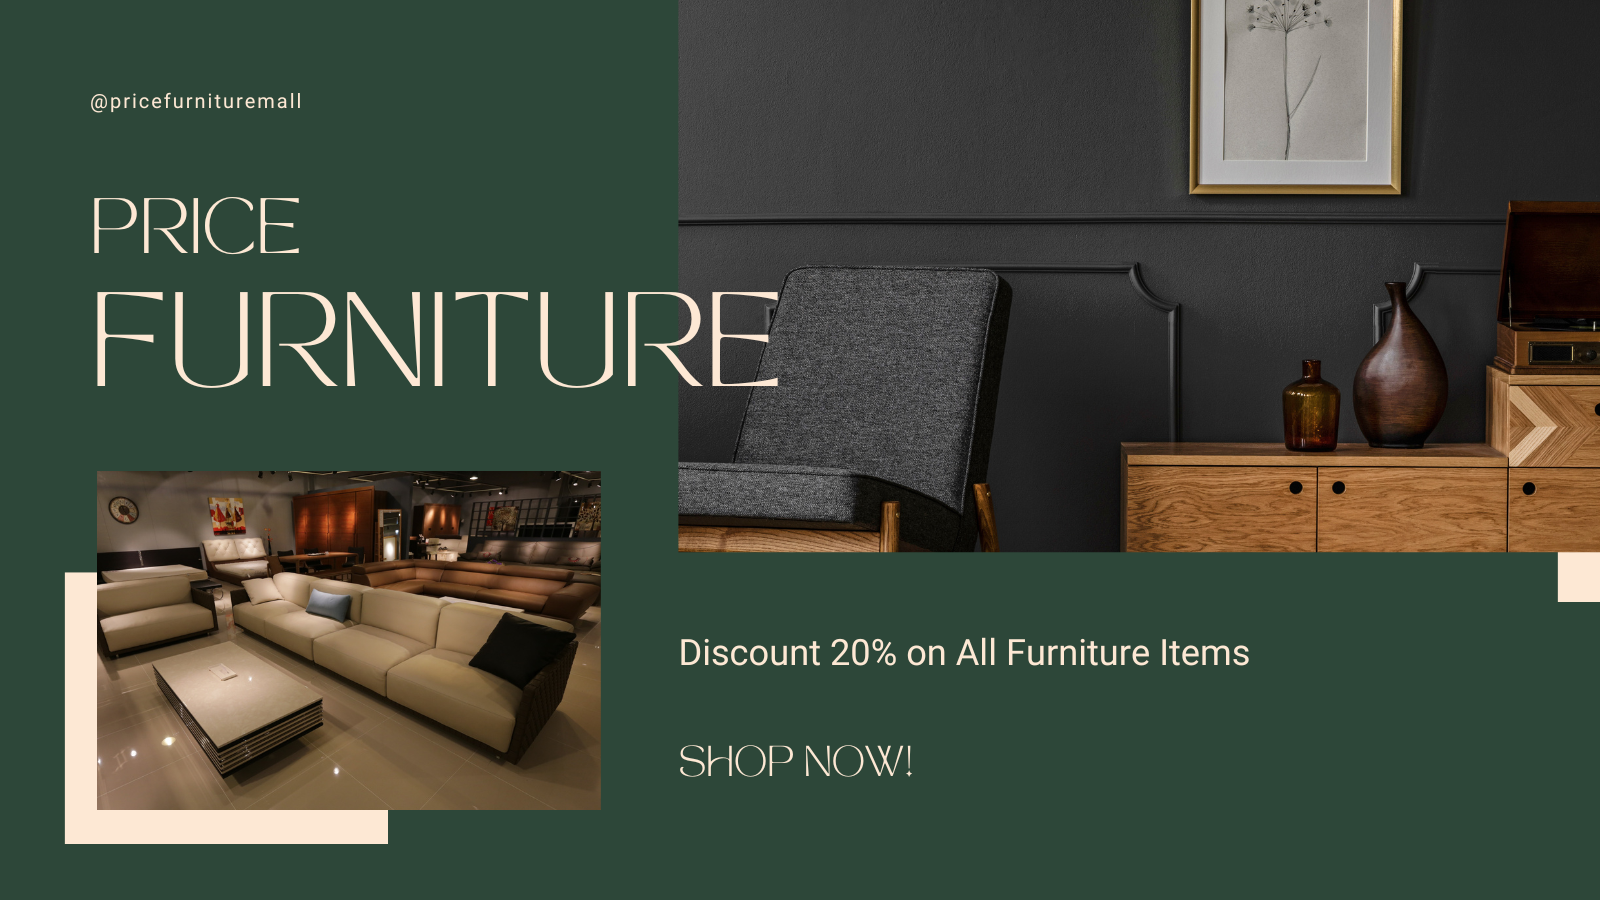 @pricefurnituremall
PRICE
FURNITURE
Discount 20% on All Furniture Items
SHOP NOW!